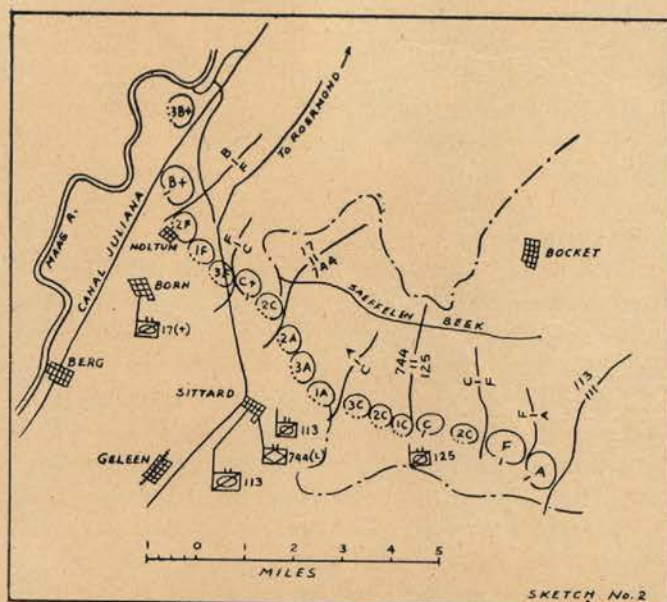 3B+
TO ROERMOND
MAAS R.
B+
B
F
CANAL JULIANA
2F
HOLTUM
1F
3F
F
C
C+
2C
17
744
BOCKET
SAEFFELEN BEEK
BORN
17(+)
2A
3A
1A
A
C
744
125
C
F
F
A
113
111
BERG
SITTARD
3C
2C
1C
C
2C
F
A
113
GELEEN
744(L)
125
113
1 0 1 2 3 4 5
MILES
SKETCH No. 2